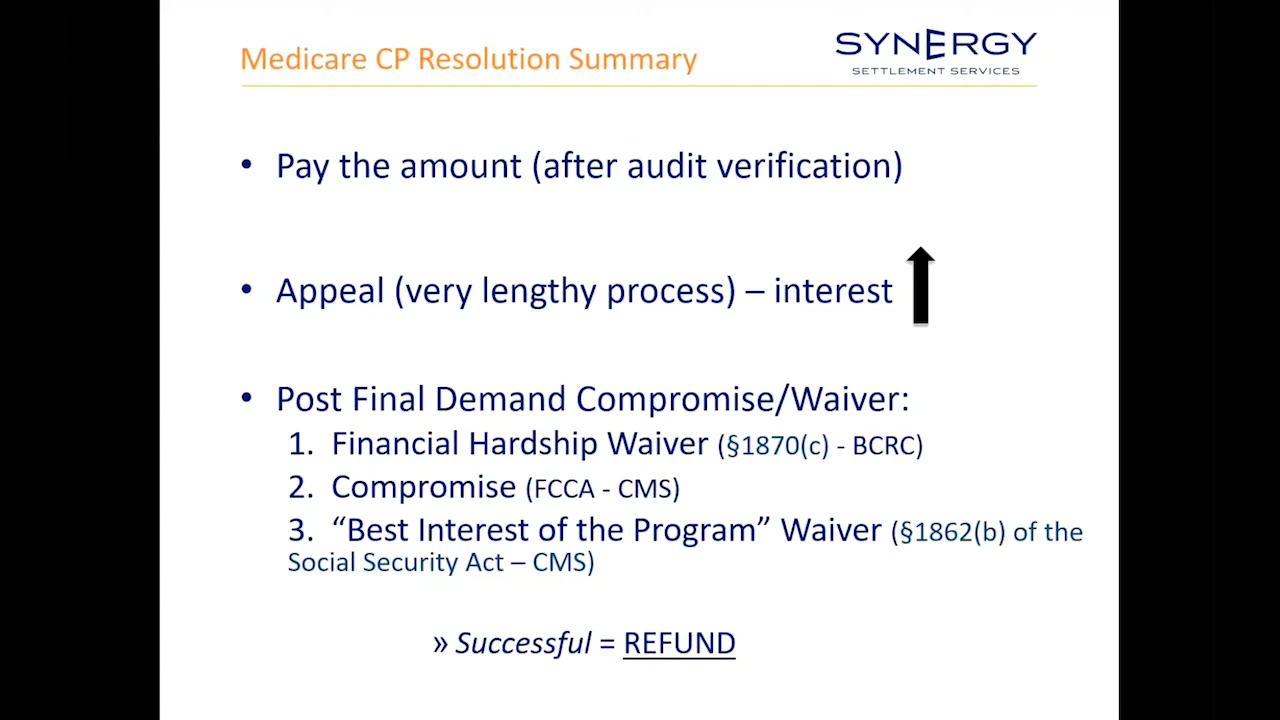 Medicare CP Resolution Summary
SYNERGY
SETTLEMENT SERVICES
• Pay the amount (after audit verification)
• Appeal (very lengthy process) – interest
• Post Final Demand Compromise/Waiver:
1. Financial Hardship Waiver (§1870(c) - BCRC)
2. Compromise (FCCA - CMS)
3. “Best Interest of the Program” Waiver (§1862(b) of the
Social Security Act – CMS)
» Successful = REFUND